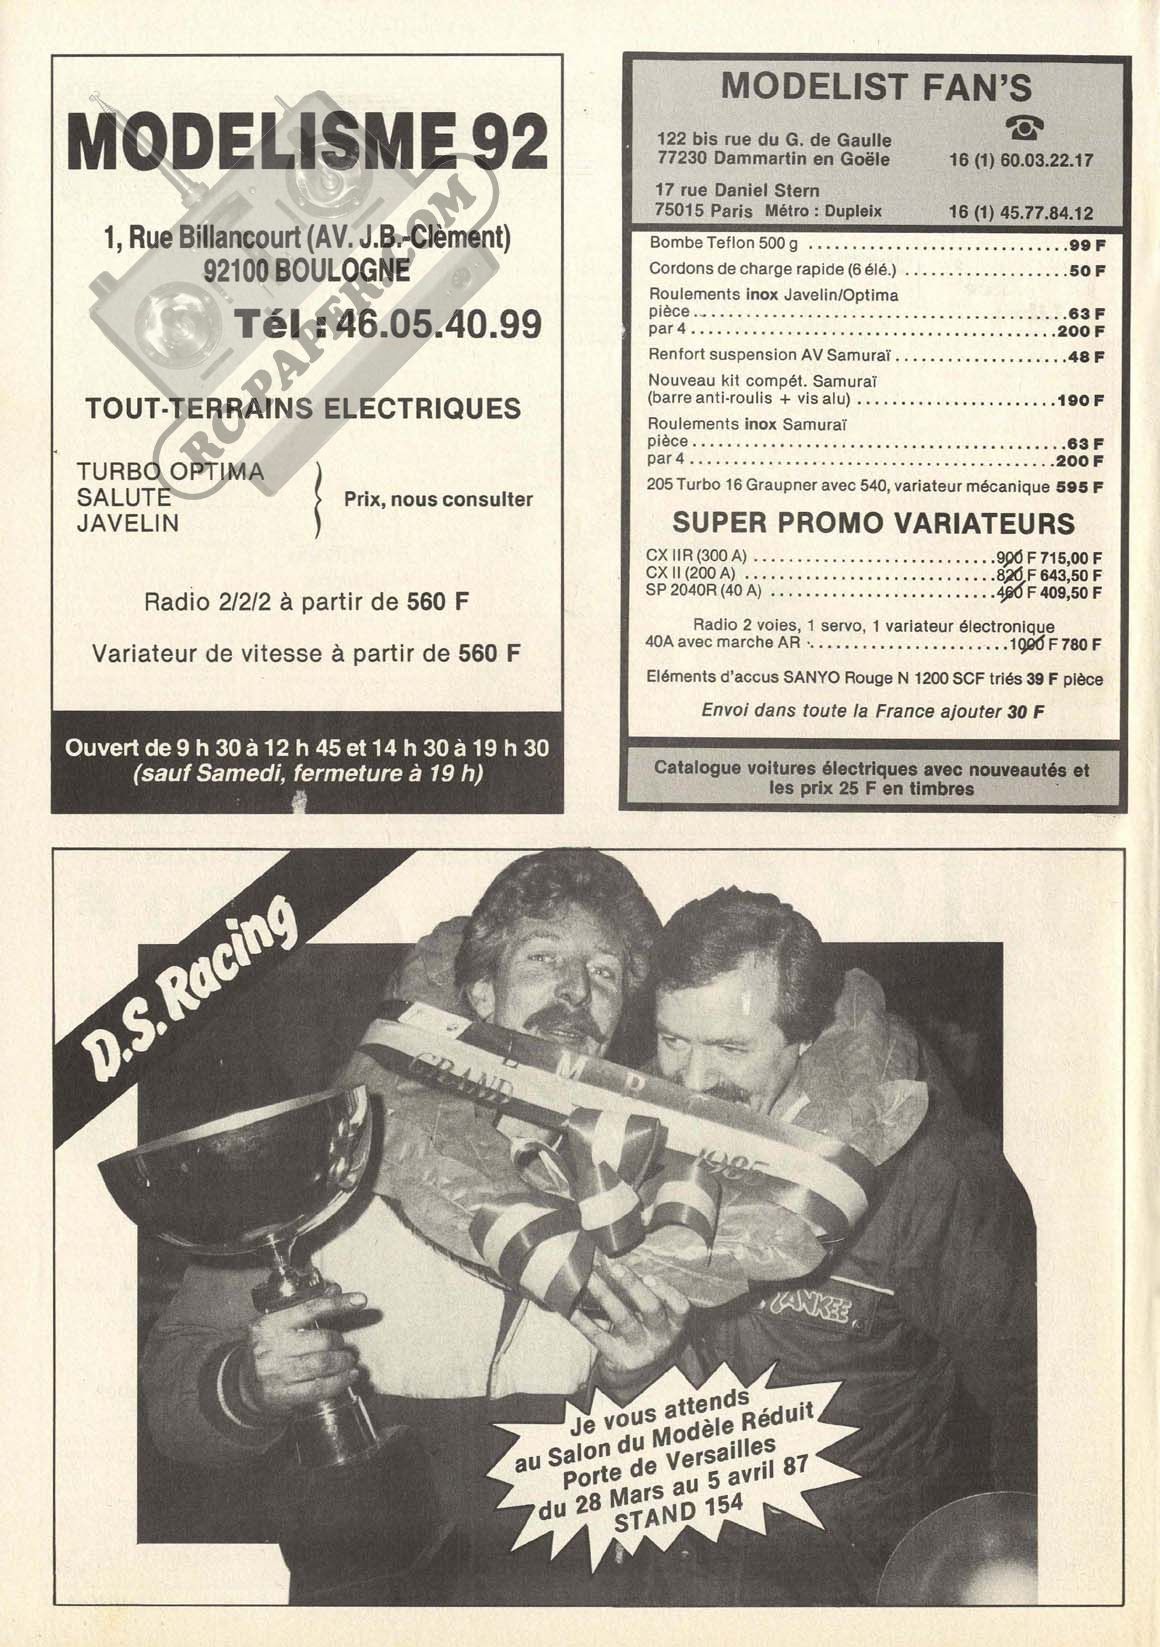 MODELISME 92
1, Rue Billancourt (AV. J.B.-Clèment)
92100 BOULOGNE
Tél : 46.05.40.99
TOUT-TERRAINS ELECTRIQUES
TURBO OPTIMA
SALUTE
JAVELIN
Prix, nous consulter
Radio 2/2/2 à partir de 560 F
Variateur de vitesse à partir de 560 F
Ouvert de 9 h 30 à 12 h 45 et 14 h 30 à 19 h 30
(sauf Samedi, fermeture à 19 h)
RC-PAPER.COM
MODELIST FAN'S
122 bis rue du G. de Gaulle
77230 Dammartin en Goële 16 (1) 60.03.22.17
17 rue Daniel Stern
75015 Paris Métro : Dupleix 16 (1) 45.77.84.12
Bombe Teflon 500 g ..............................99 F
Cordons de charge rapide (6 élé.) ...................50 F
Roulements inox Javelin/Optima
pièce............................................63 F
par 4...........................................200 F
Renfort suspension AV Samuraï....................48 F
Nouveau kit compét. Samuraï
(barre anti-roulis + vis alu) .......................190 F
Roulements inox Samuraï
pièce............................................63 F
par 4...........................................200 F
205 Turbo 16 Graupner avec 540, variateur mécanique 595 F
SUPER PROMO VARIATEURS
CX IIR (300 A) .............................900 F 715,00 F
CX II (200 A) ..............................820 F 643,50 F
SP 2040R (40 A) ...........................460 F 409,50 F
Radio 2 voies, 1 servo, 1 variateur électronique
40A avec marche AR ........................1000 F 780 F
Eléments d'accus SANYO Rouge N 1200 SCF triés 39 F pièce
Envoi dans toute la France ajouter 30 F
Catalogue voitures électriques avec nouveautés et
les prix 25 F en timbres
D.S. Racing
GRAND
1985
YANKEE
Je vous attends
au Salon du Modèle Réduit
Porte de Versailles
du 28 Mars au 5 avril 87
STAND 154